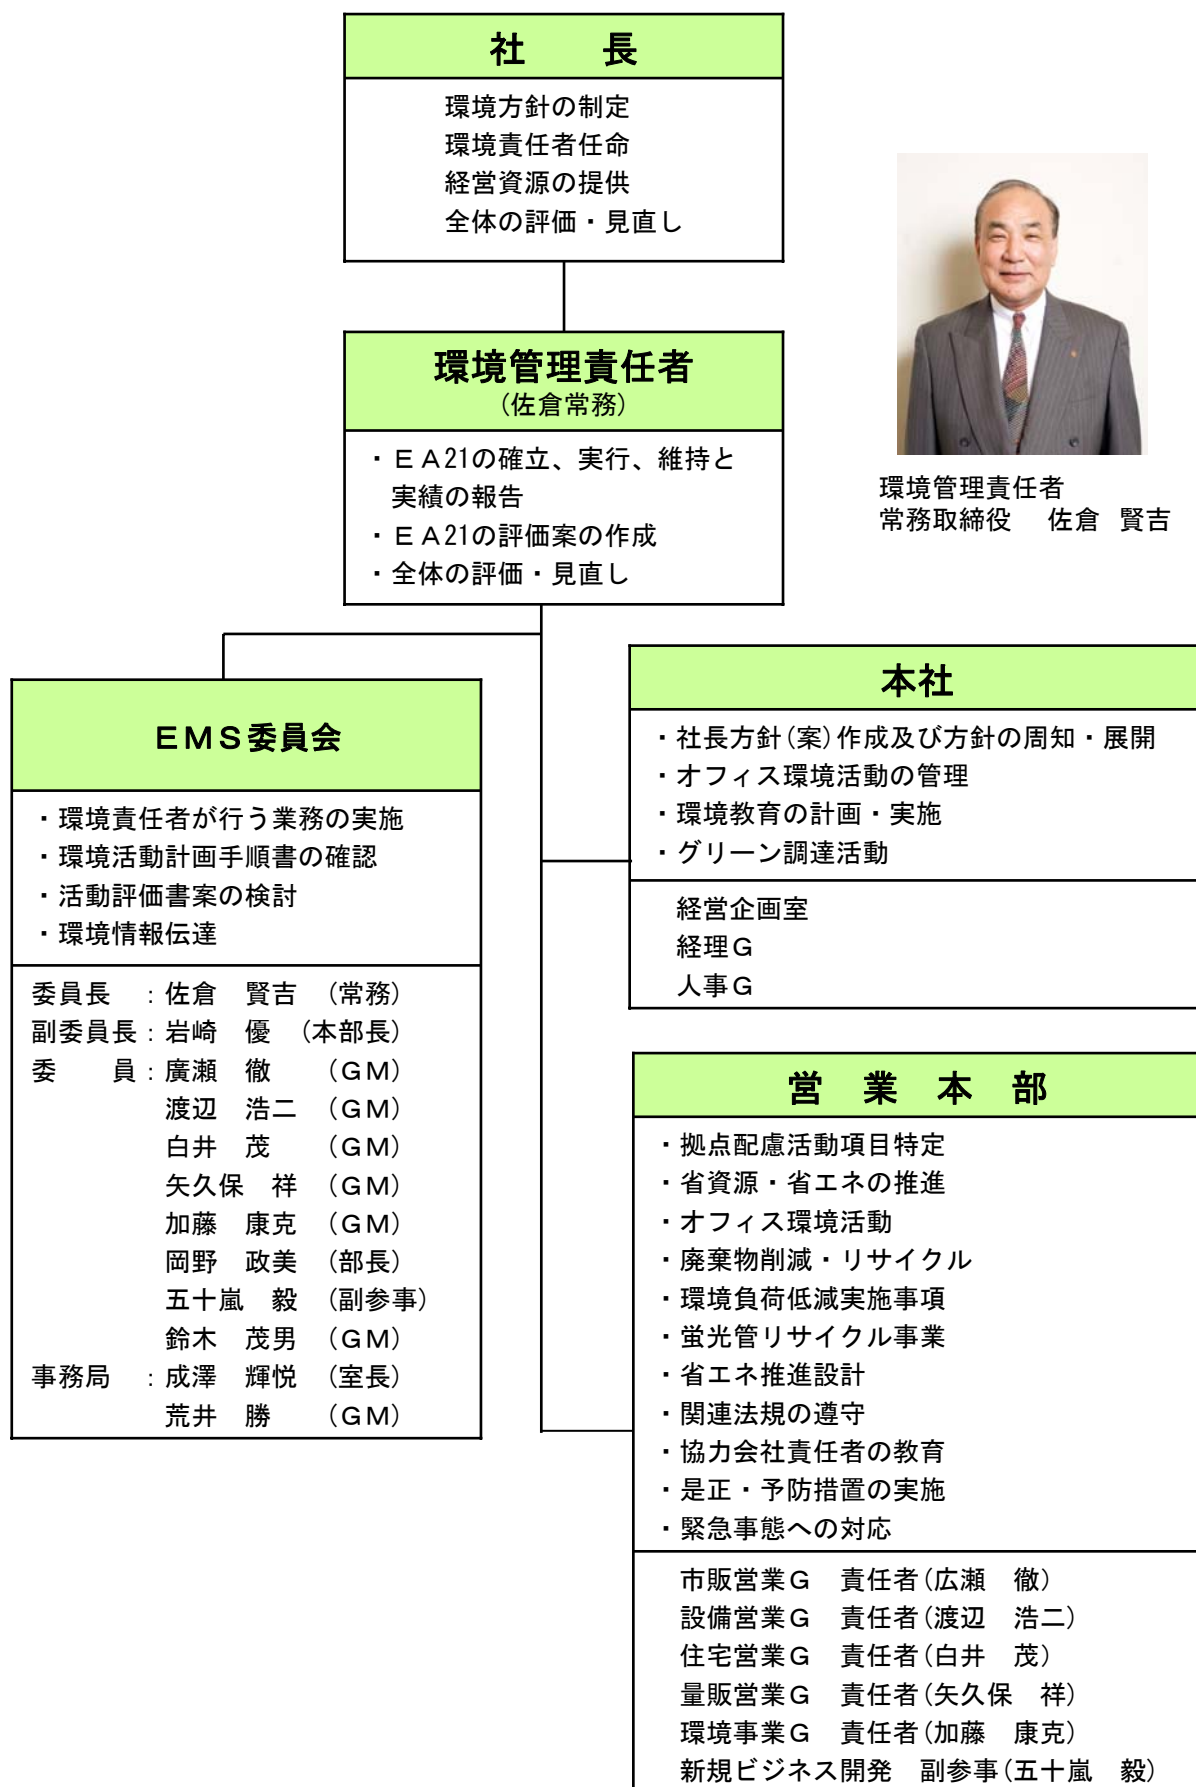 社　　長
環境方針の制定
環境責任者任命
経営資源の提供
全体の評価・見直し
環境管理責任者
(佐倉常務)
・ＥＡ21の確立、実行、維持と
実績の報告
・ＥＡ21の評価案の作成
・全体の評価・見直し
環境管理責任者
常務取締役　佐倉　賢吉
ＥＭＳ委員会
・環境責任者が行う業務の実施
・環境活動計画手順書の確認
・活動評価書案の検討
・環境情報伝達
委員長　：佐倉　賢吉　（常務）
副委員長：岩崎　優　（本部長）
委　　員：廣瀬　徹　　（ＧＭ）
渡辺　浩二　（ＧＭ）
白井　茂　　（ＧＭ）
矢久保　祥　（ＧＭ）
加藤　康克　（ＧＭ）
岡野　政美　（部長）
五十嵐　毅　（副参事）
鈴木　茂男　（ＧＭ）
事務局　：成澤　輝悦　（室長）
荒井　勝　　（ＧＭ）
本社
・社長方針(案)作成及び方針の周知・展開
・オフィス環境活動の管理
・環境教育の計画・実施
・グリーン調達活動
経営企画室
経理Ｇ
人事Ｇ
営　業　本　部
・拠点配慮活動項目特定
・省資源・省エネの推進
・オフィス環境活動
・廃棄物削減・リサイクル
・環境負荷低減実施事項
・蛍光管リサイクル事業
・省エネ推進設計
・関連法規の遵守
・協力会社責任者の教育
・是正・予防措置の実施
・緊急事態への対応
市販営業Ｇ　責任者(広瀬　徹)
設備営業Ｇ　責任者(渡辺　浩二)
住宅営業Ｇ　責任者(白井　茂)
量販営業Ｇ　責任者(矢久保　祥)
環境事業Ｇ　責任者(加藤　康克)
新規ビジネス開発　副参事(五十嵐　毅)